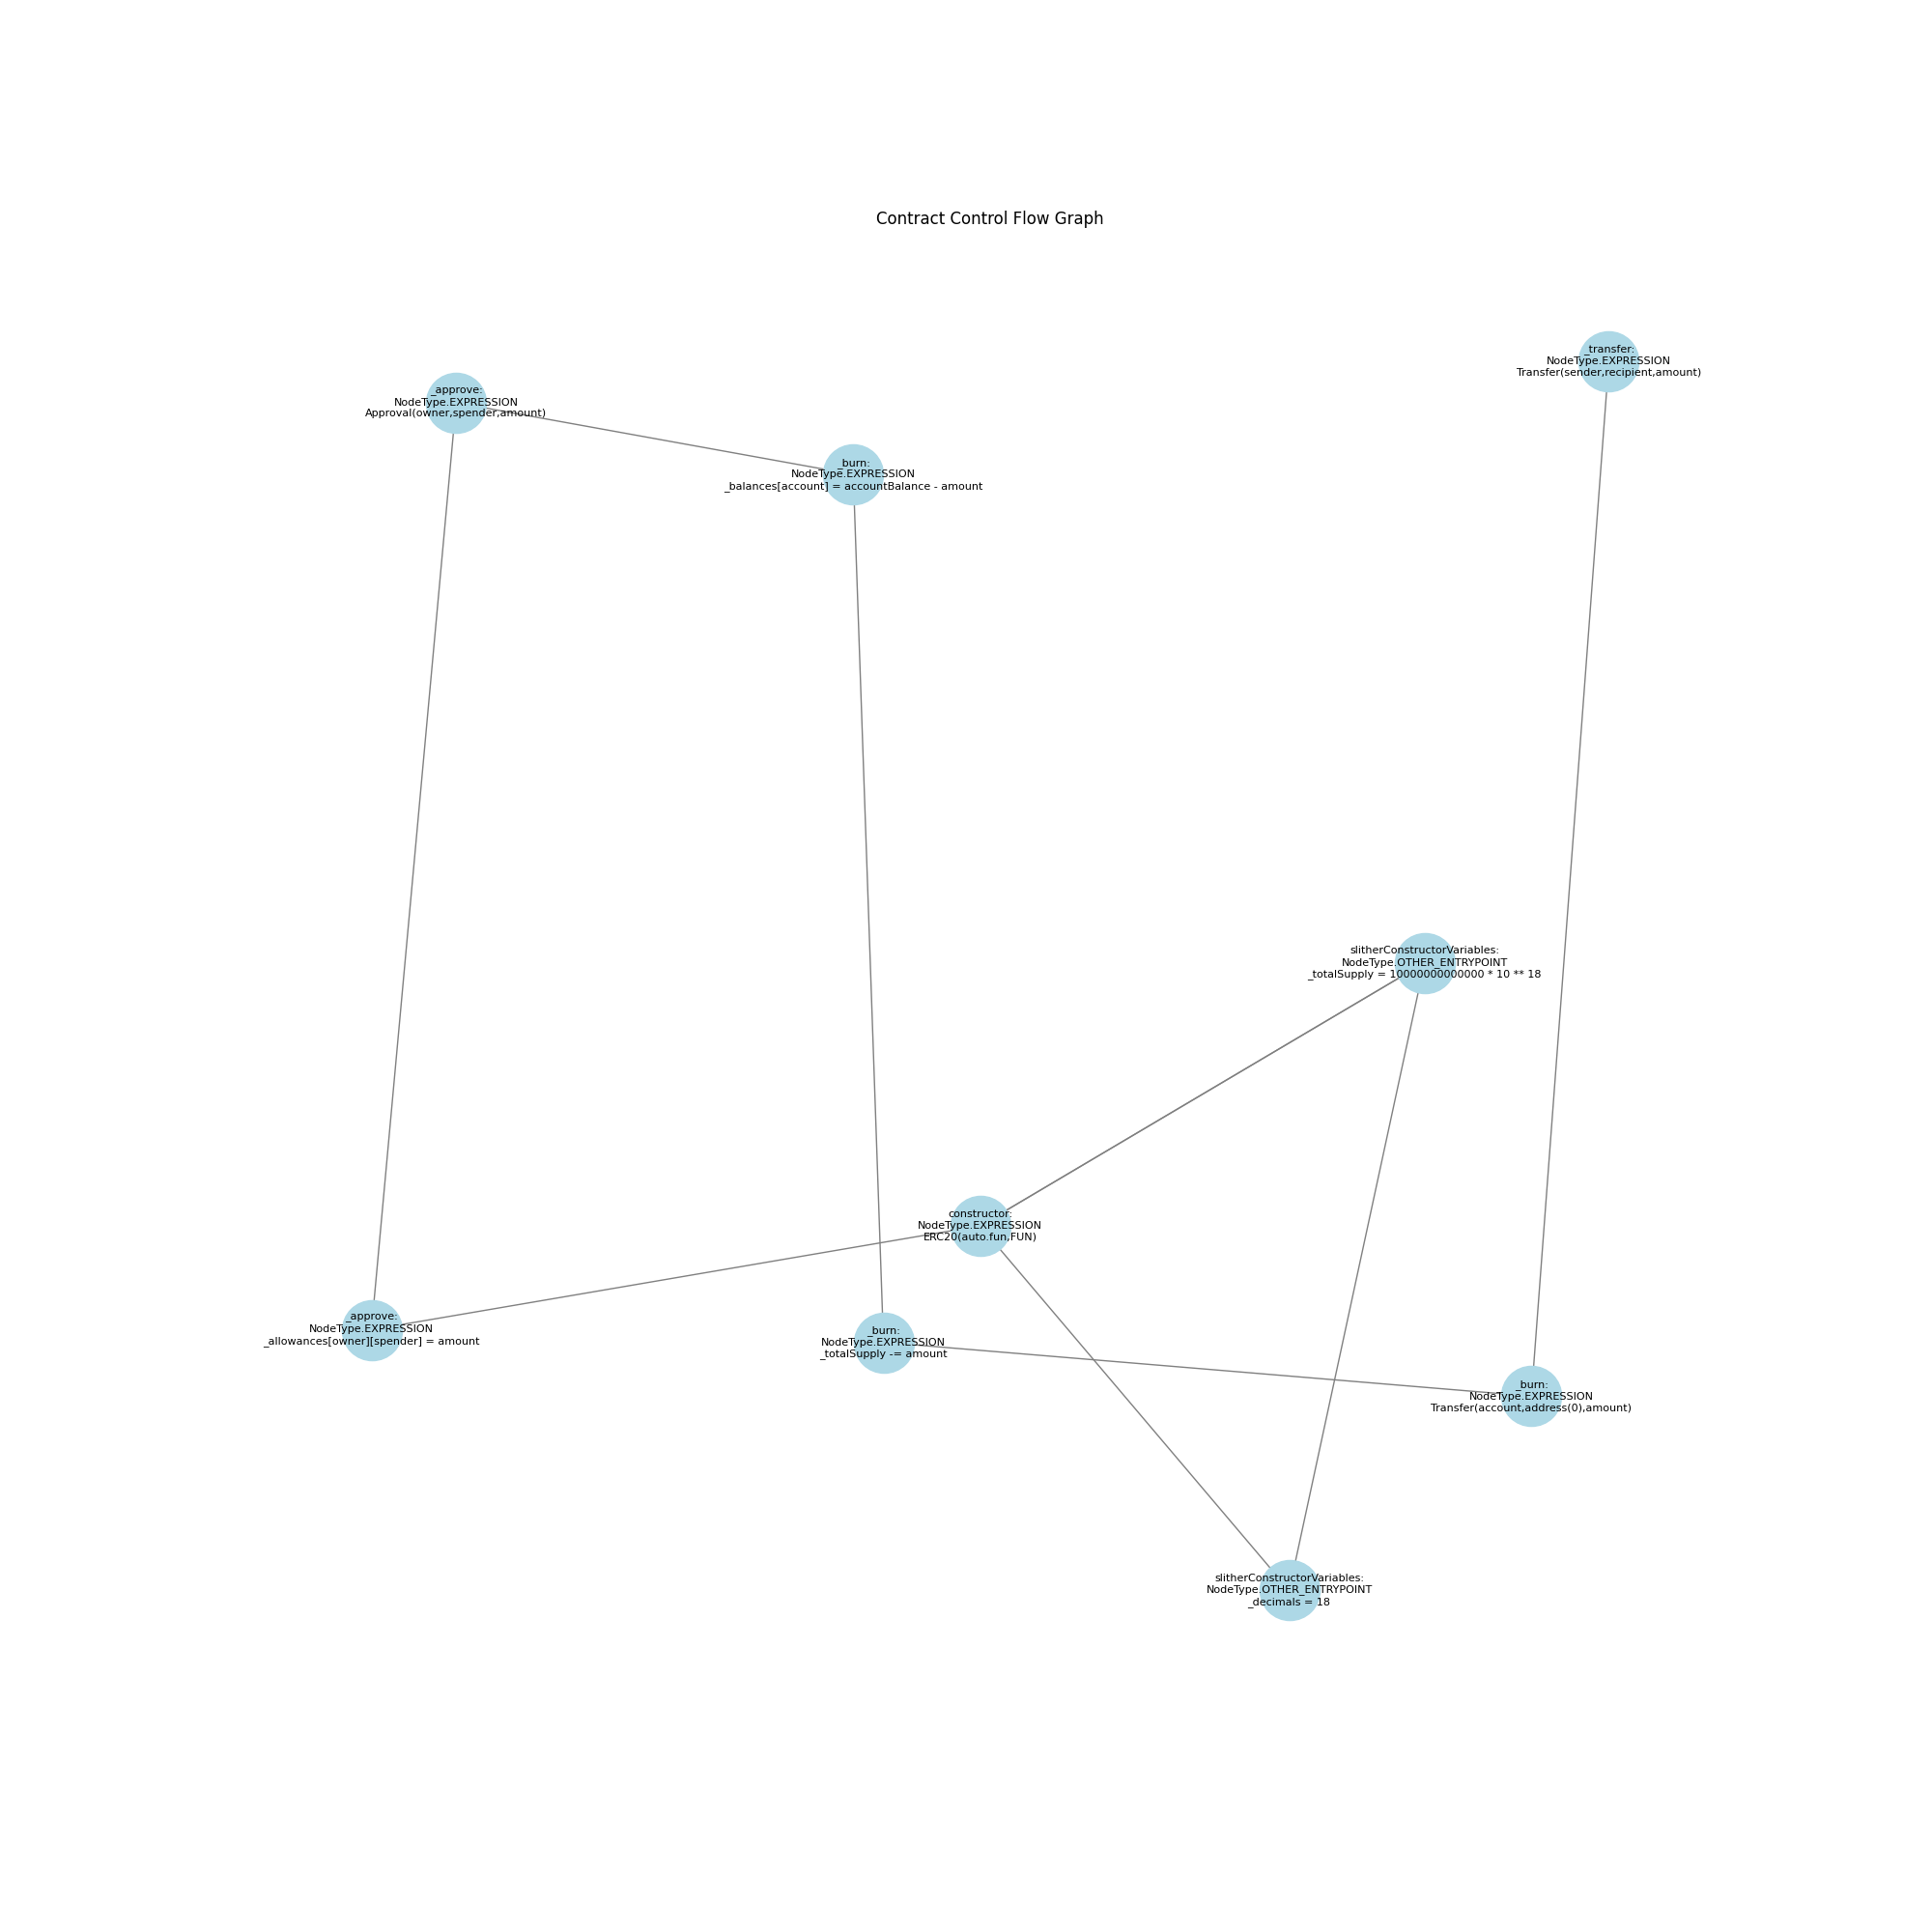 Contract Control Flow Graph
_transfer:
NodeType.EXPRESSION
Transfer(sender,recipient,amount)
_approve:
NodeType.EXPRESSION
Approval(owner,spender,amount)
_burn:
NodeType.EXPRESSION
_balances[account] = accountBalance - amount
slitherConstructorVariables:
NodeType.OTHER_ENTRYPOINT
_totalSupply = 10000000000000 * 10 ** 18
constructor:
NodeType.EXPRESSION
ERC20(auto.fun,FUN)
_approve:
NodeType.EXPRESSION
_allowances[owner][spender] = amount
_burn:
NodeType.EXPRESSION
_totalSupply -= amount
_burn:
NodeType.EXPRESSION
Transfer(account,address(0),amount)
slitherConstructorVariables:
NodeType.OTHER_ENTRYPOINT
_decimals = 18